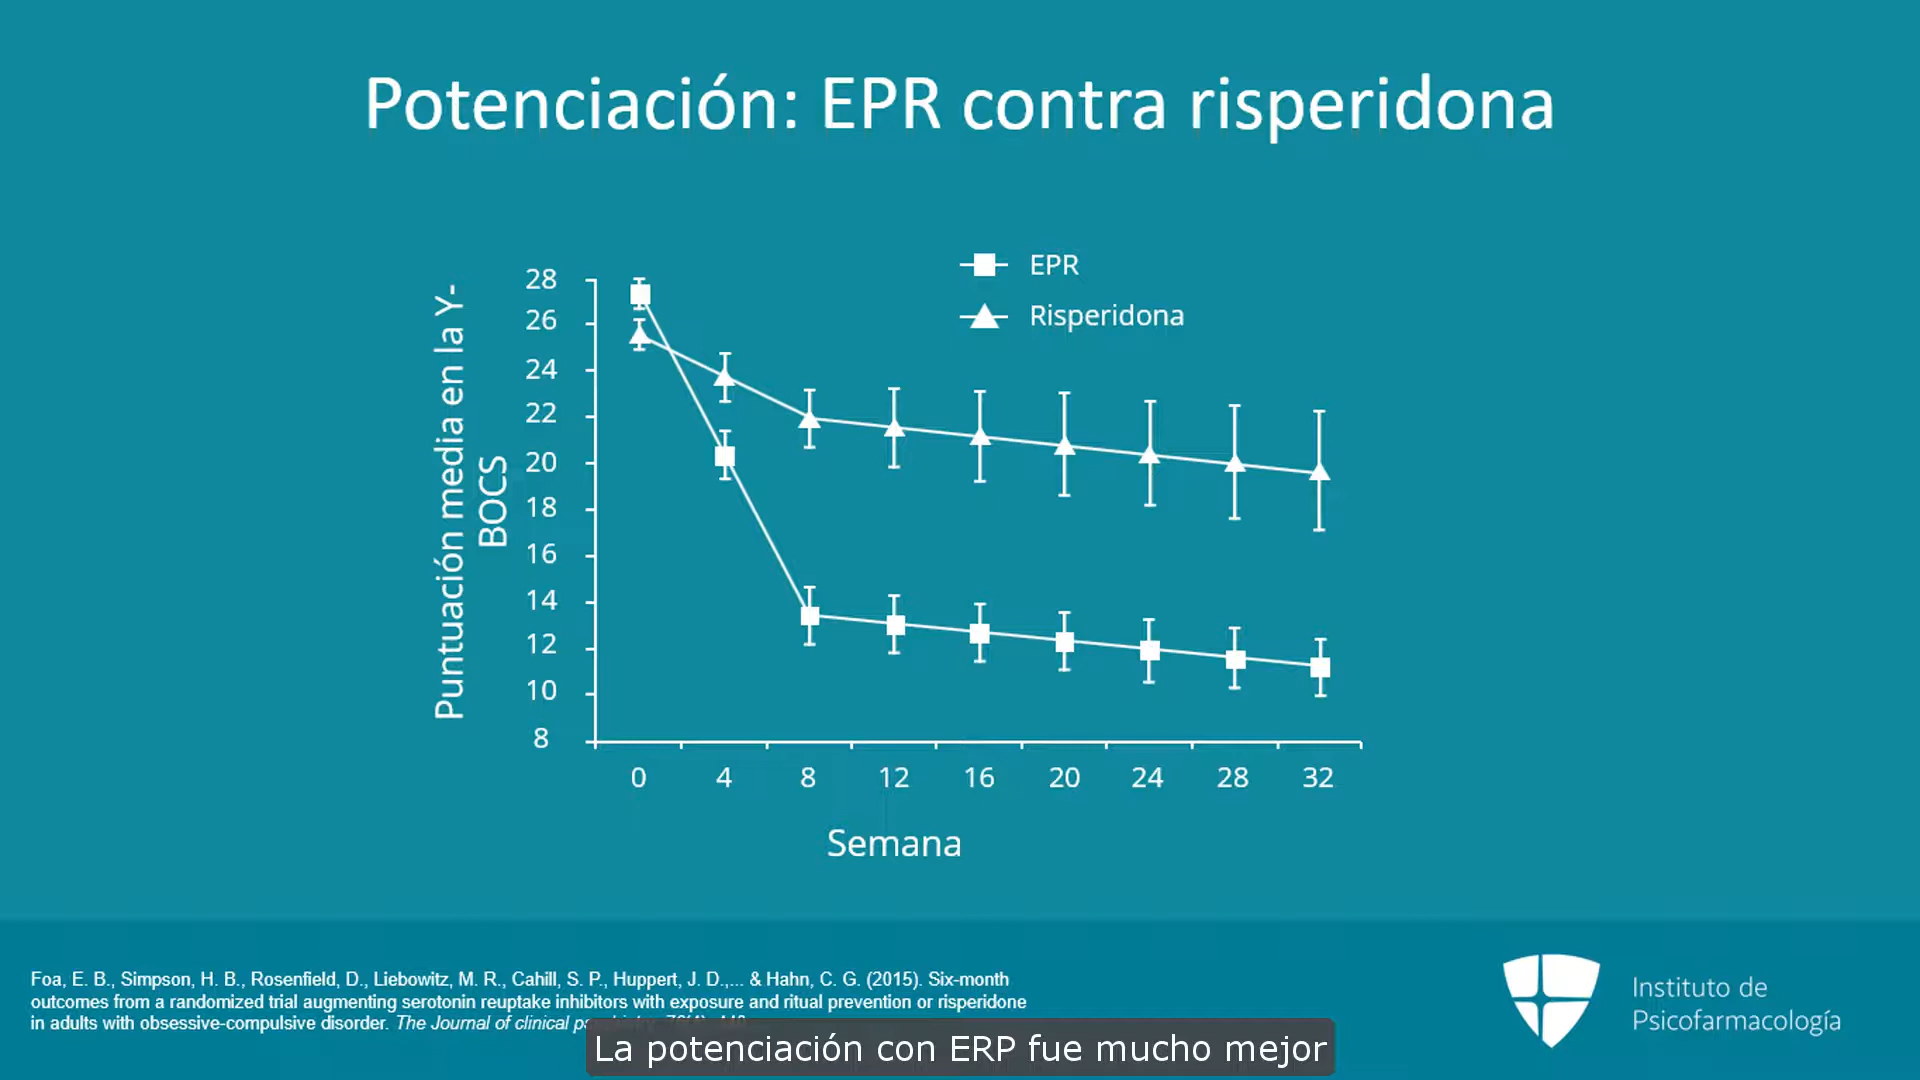 Potenciación: EPR contra risperidona
EPR
Risperidona
Puntuación media en la Y-
BOCS
28
26
24
22
20
18
16
14
12
10
8
0 4 8 12 16 20 24 28 32
Semana
Foa, E. B., Simpson, H. B., Rosenfield, D., Liebowitz, M. R., Cahill, S. P., Huppert, J. D.,... & Hahn, C. G. (2015). Six-month
outcomes from a randomized trial augmenting serotonin reuptake inhibitors with exposure and ritual prevention or risperidone
in adults with obsessive-compulsive disorder. The Journal of clinical
La potenciación con ERP fue mucho mejor
Instituto de
Psicofarmacología